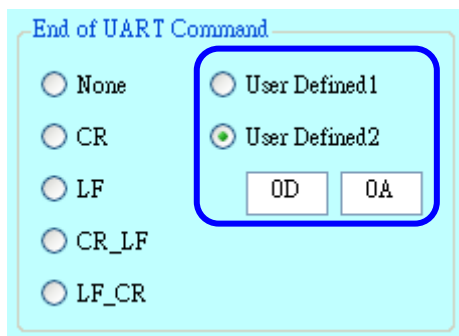 End of UART Command
None
User Defined1
CR
User Defined2
LF
0D
0A
CR_LF
LF_CR